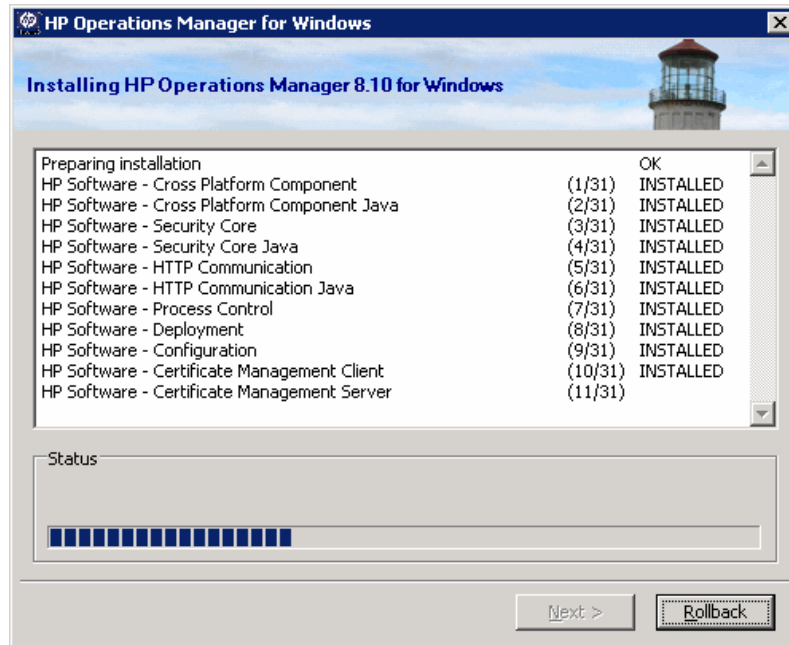 HP Operations Manager for Windows
Installing HP Operations Manager 8.10 for Windows
Preparing installation OK
HP Software - Cross Platform Component (1/31) INSTALLED
HP Software - Cross Platform Component Java (2/31) INSTALLED
HP Software - Security Core (3/31) INSTALLED
HP Software - Security Core Java (4/31) INSTALLED
HP Software - HTTP Communication (5/31) INSTALLED
HP Software - HTTP Communication Java (6/31) INSTALLED
HP Software - Process Control (7/31) INSTALLED
HP Software - Deployment (8/31) INSTALLED
HP Software - Configuration (9/31) INSTALLED
HP Software - Certificate Management Client (10/31) INSTALLED
HP Software - Certificate Management Server (11/31)
Status
Next > Rollback